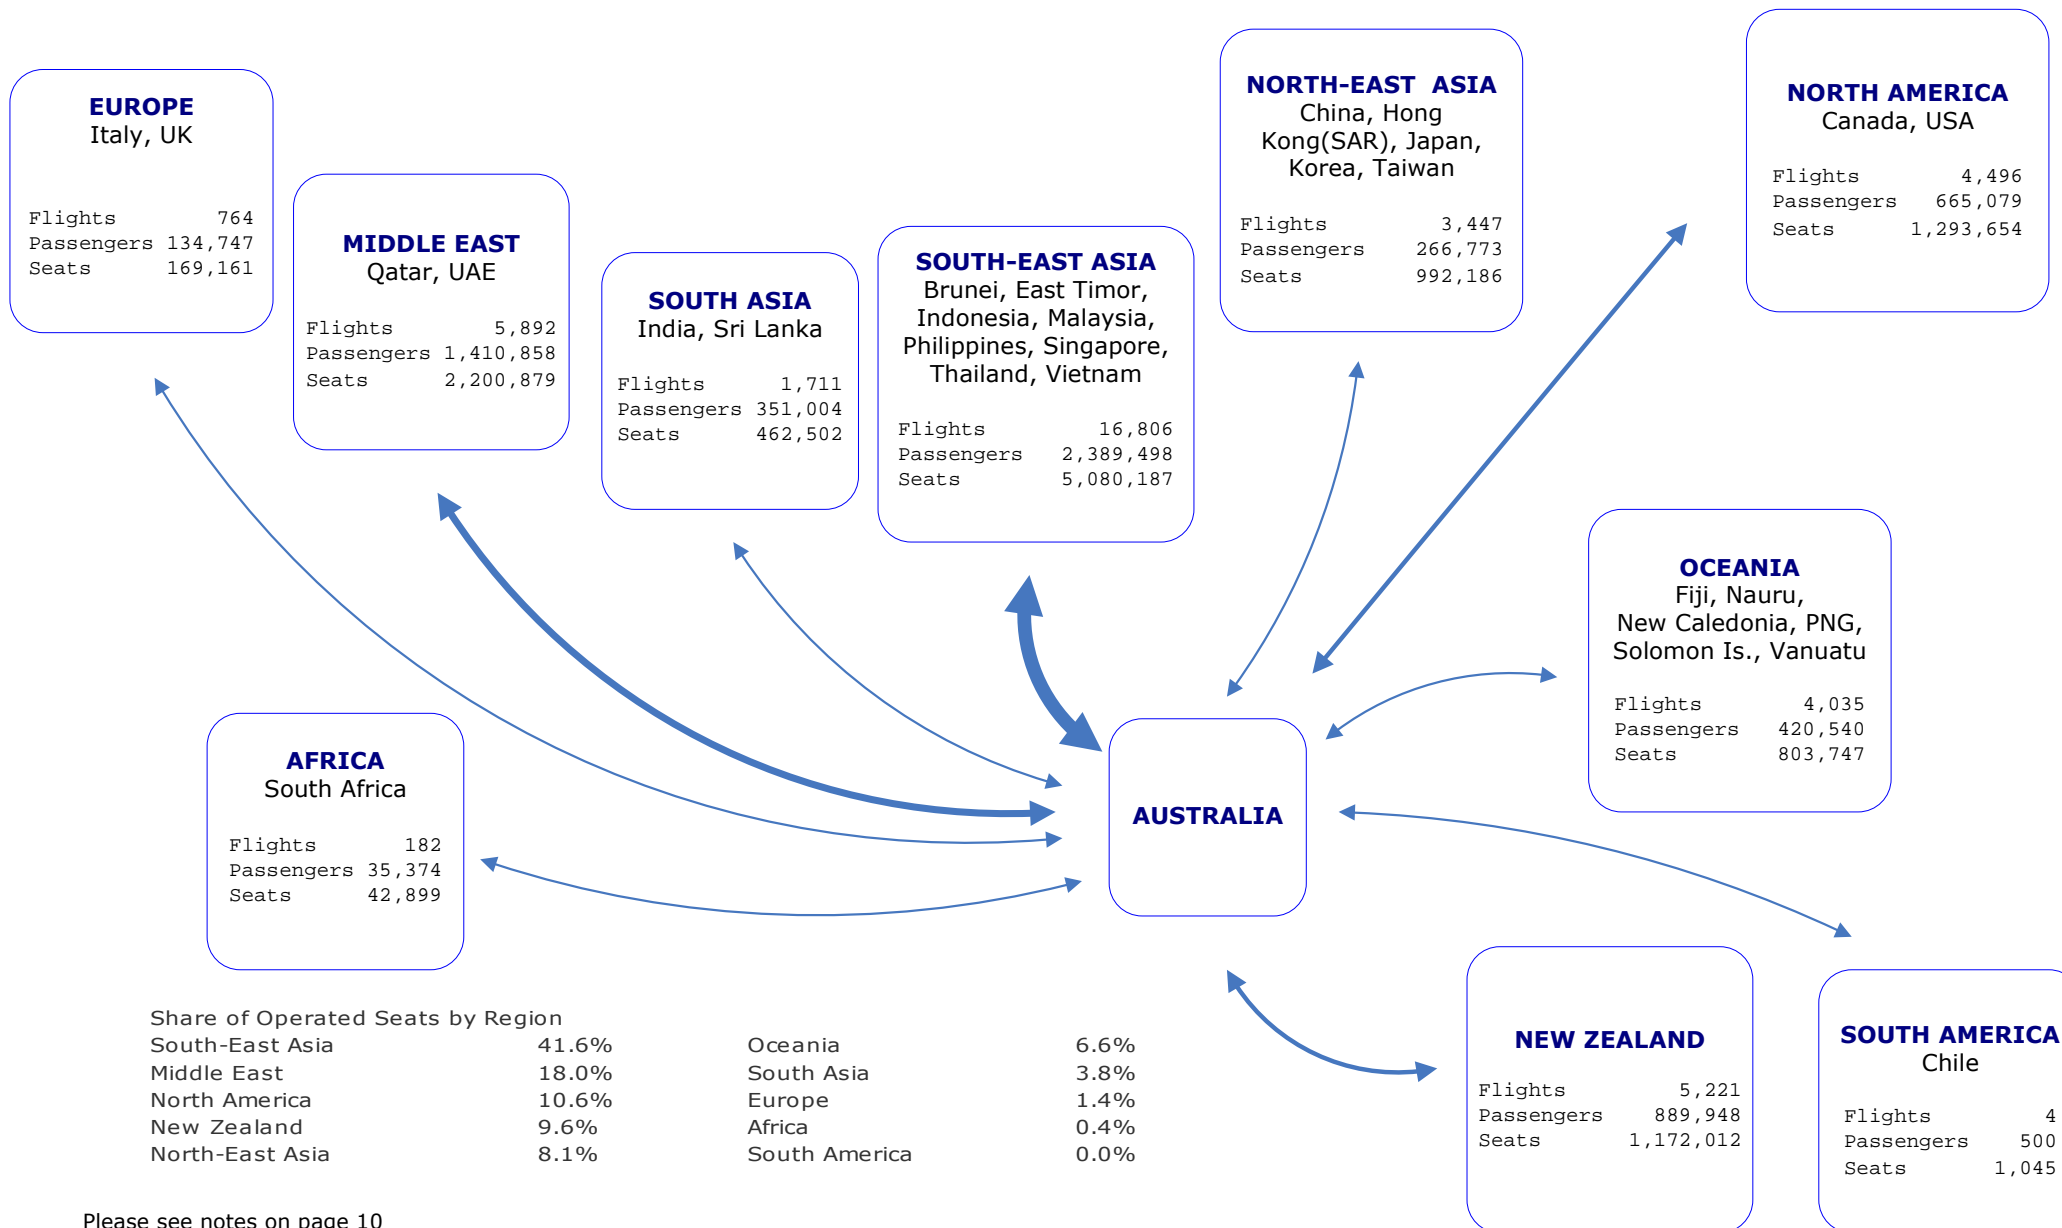 EUROPE
Italy, UK
Flights 764
Passengers 134,747
Seats 169,161
MIDDLE EAST
Qatar, UAE
Flights 5,892
Passengers 1,410,858
Seats 2,200,879
SOUTH ASIA
India, Sri Lanka
Flights 1,711
Passengers 351,004
Seats 462,502
SOUTH-EAST ASIA
Brunei, East Timor,
Indonesia, Malaysia,
Philippines, Singapore,
Thailand, Vietnam
Flights 16,806
Passengers 2,389,498
Seats 5,080,187
NORTH-EAST ASIA
China, Hong
Kong(SAR), Japan,
Korea, Taiwan
Flights 3,447
Passengers 266,773
Seats 992,186
NORTH AMERICA
Canada, USA
Flights 4,496
Passengers 665,079
Seats 1,293,654
OCEANIA
Fiji, Nauru,
New Caledonia, PNG,
Solomon Is., Vanuatu
Flights 4,035
Passengers 420,540
Seats 803,747
AFRICA
South Africa
Flights 182
Passengers 35,374
Seats 42,899
AUSTRALIA
NEW ZEALAND
Flights 5,221
Passengers 889,948
Seats 1,172,012
SOUTH AMERICA
Chile
Flights 4
Passengers 500
Seats 1,045
Share of Operated Seats by Region
South-East Asia 41.6% Oceania 6.6%
Middle East 18.0% South Asia 3.8%
North America 10.6% Europe 1.4%
New Zealand 9.6% Africa 0.4%
North-East Asia 8.1% South America 0.0%
Please see notes on page 10